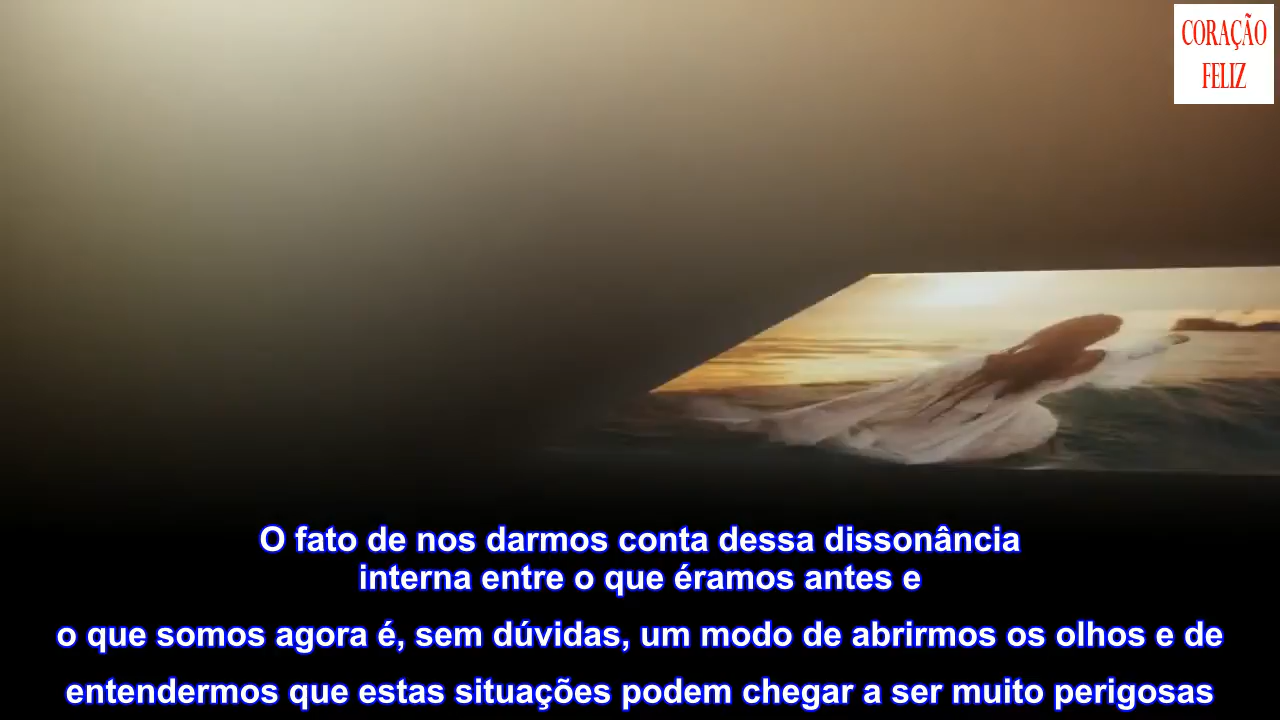 CORAÇÃO
FELIZ
O fato de nos darmos conta dessa dissonância
interna entre o que éramos antes e
o que somos agora é, sem dúvidas, um modo de abrirmos os olhos e de
entendermos que estas situações podem chegar a ser muito perigosas